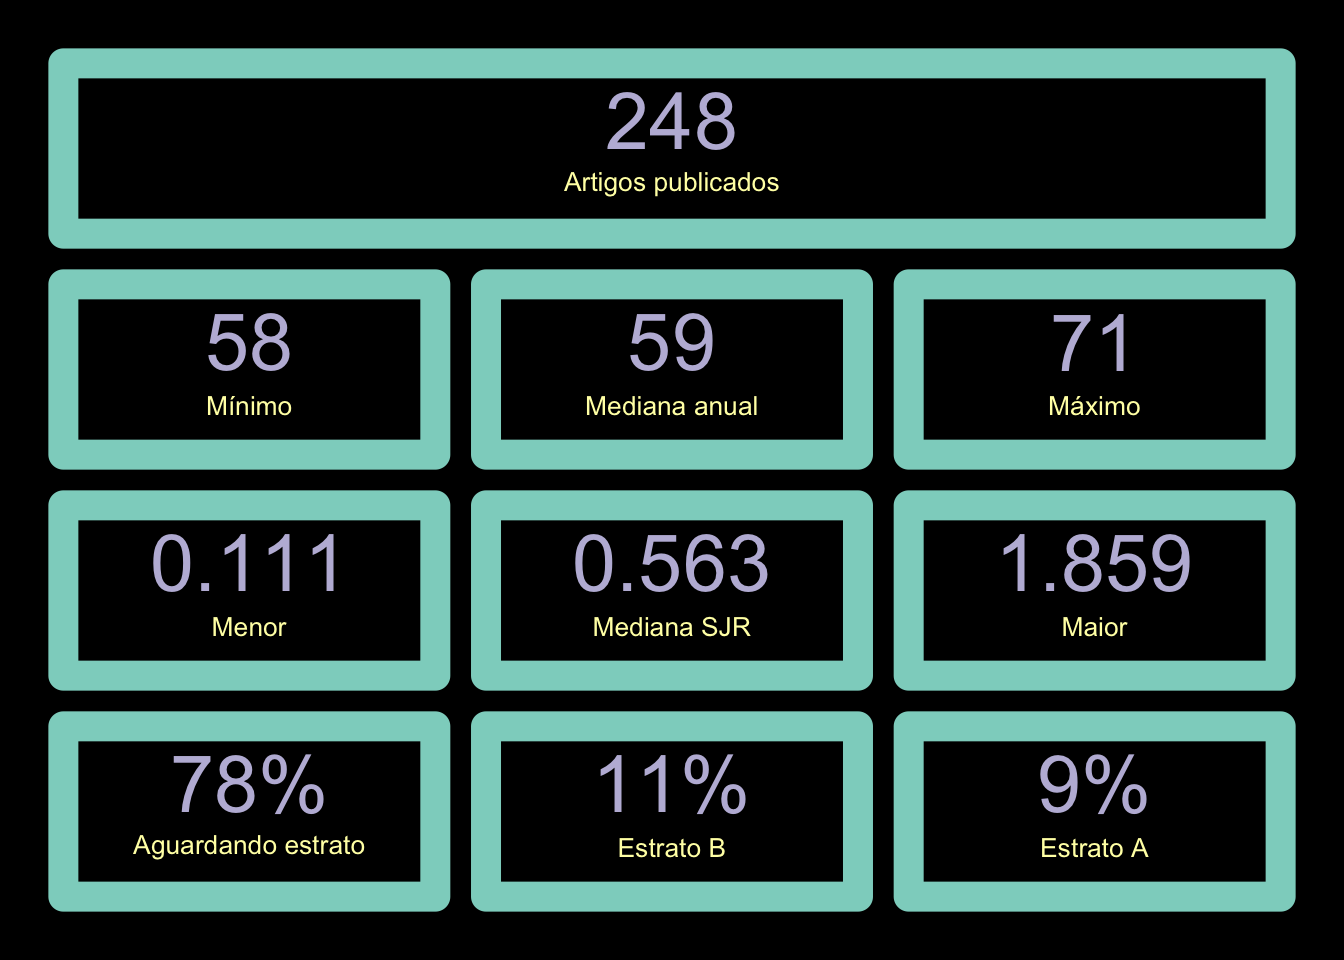 248
Artigos publicados
58
Mínimo
59
Mediana anual
71
Máximo
0.111
Menor
0.563
Mediana SJR
1.859
Maior
78%
Aguardando estrato
11%
Estrato B
9%
Estrato A